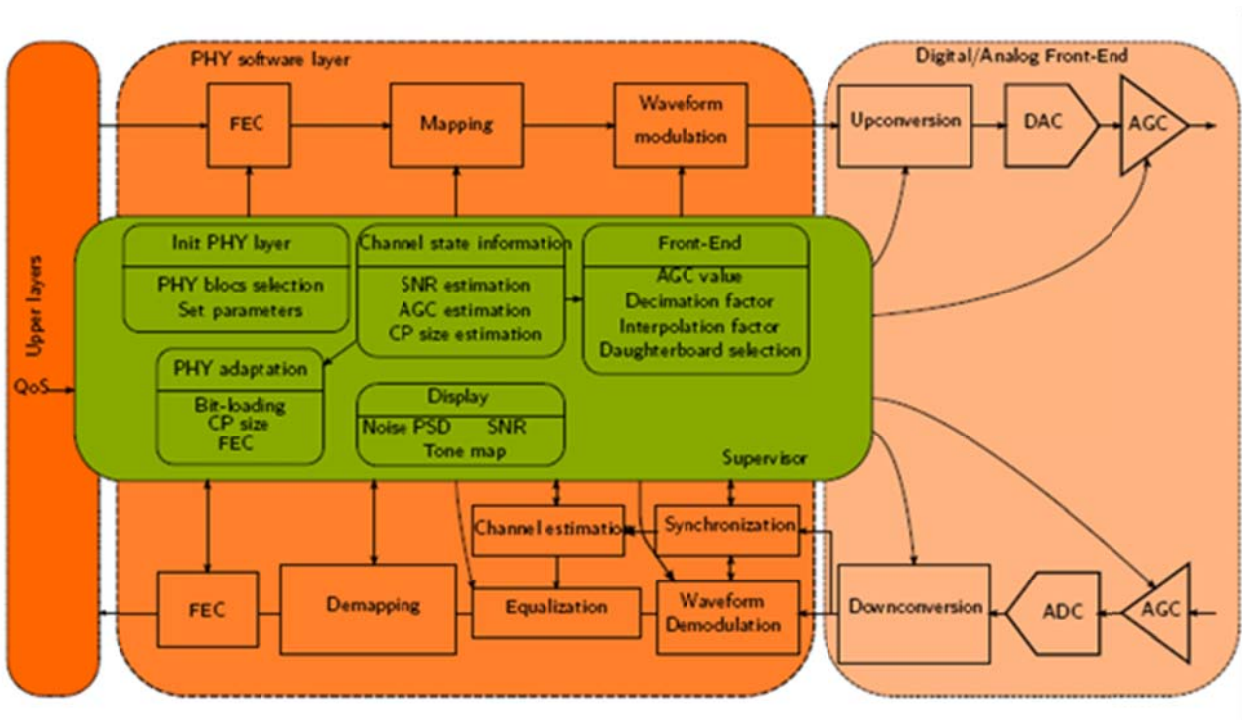 PHY software layer
Digital/Analog Front-End
FEC
Mapping
Waveform
modulation
Upconversion
DAC
AGC
Upper layers
QoS
Init PHY layer
PHY blocs selection
Set parameters
Channel state information
SNR estimation
AGC estimation
CP size estimation
Front-End
AGC value
Decimation factor
Interpolation factor
Daughterboard selection
PHY adaptation
Bit-loading
CP size
FEC
Display
Noise PSD SNR
Tone map
Supervisor
Channel estimation
Synchronization
FEC
Demapping
Equalization
Waveform
Demodulation
Downconversion
ADC
AGC